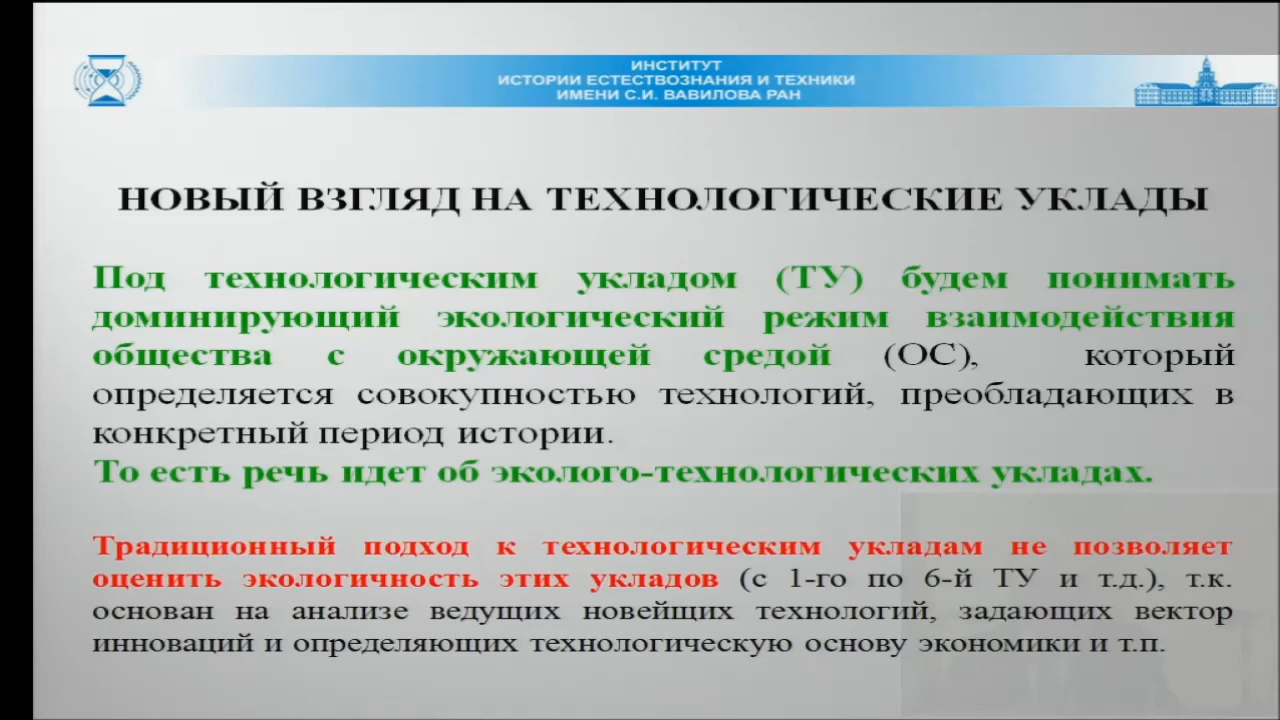 ИНСТИТУТ
ИСТОРИИ ЕСТЕСТВОЗНАНИЯ И ТЕХНИКИ
ИМЕНИ С.И. ВАВИЛОВА РАН
НОВЫЙ ВЗГЛЯД НА ТЕХНОЛОГИЧЕСКИЕ УКЛАДЫ
Под технологическим укладом (ТУ) будем понимать
доминирующий экологический режим взаимодействия
общества с окружающей средой (ОС), который
определяется совокупностью технологий, преобладающих в
конкретный период истории.
То есть речь идет об эколого-технологических укладах.
Традиционный подход к технологическим укладам не позволяет
оценить экологичность этих укладов (с 1-го по 6-й ТУ и т.д.), т.к.
основан на анализе ведущих новейщих технологий, задающих вектор
инноваций и определяющих технологическую основу экономики и т.п.